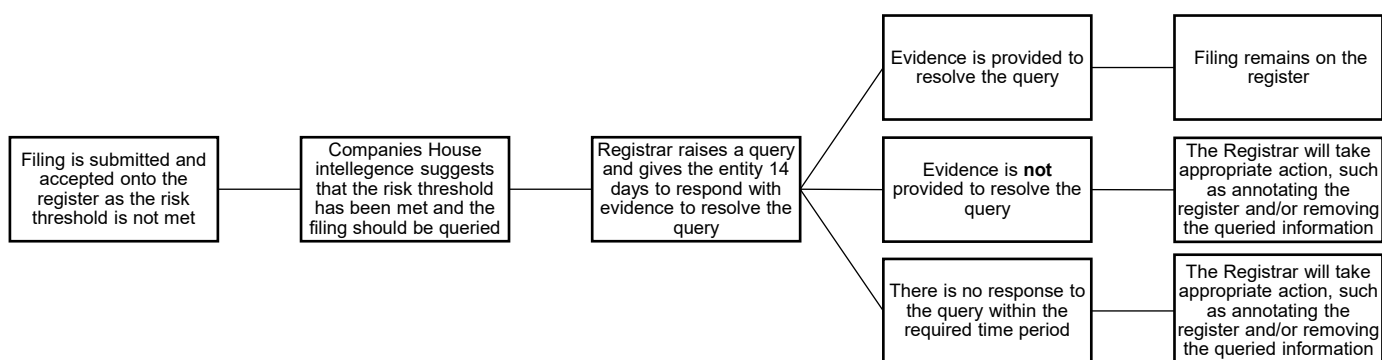 Filing is submitted and
accepted onto the
register as the risk
threshold is not met
Companies House
intellegence suggests
that the risk threshold
has been met and the
filing should be queried
Registrar raises a query
and gives the entity 14
days to respond with
evidence to resolve the
query
Evidence is provided to
resolve the query
Filing remains on the
register
Evidence is not
provided to resolve the
query
The Registrar will take
appropriate action, such
as annotating the
register and/or removing
the queried information
There is no response to
the query within the
required time period
The Registrar will take
appropriate action, such
as annotating the
register and/or removing
the queried information